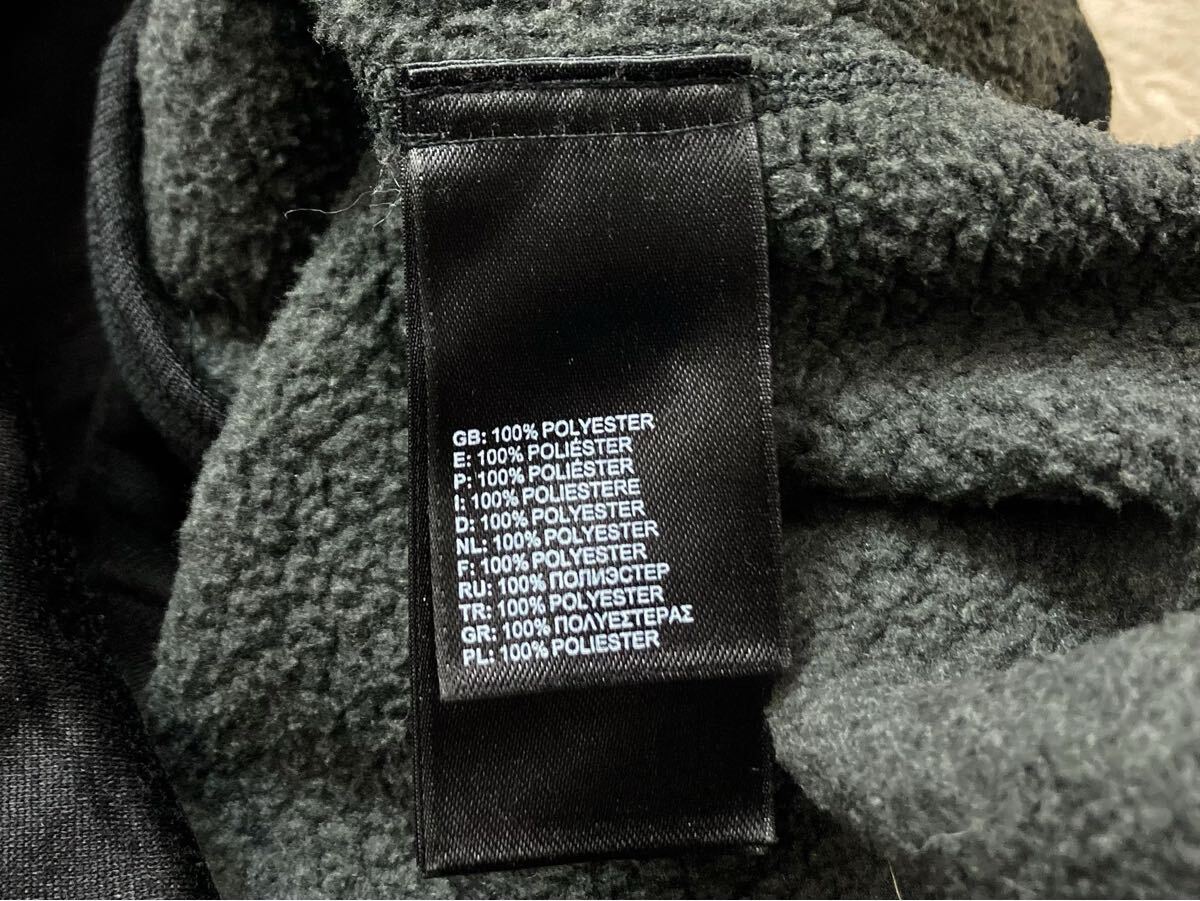 GB: 100% POLYESTER
E: 100% POLIÉSTER
P: 100% POLIÉSTER
I: 100% POLIESTERE
D: 100% POLYESTER
NL: 100% POLYESTER
F: 100% POLYESTER
RU: 100% ПОЛИЭСТЕР
TR: 100% POLYESTER
GR: 100% ΠΟΛΥΕΣΤΕΡΑΣ
PL: 100% POLIESTER